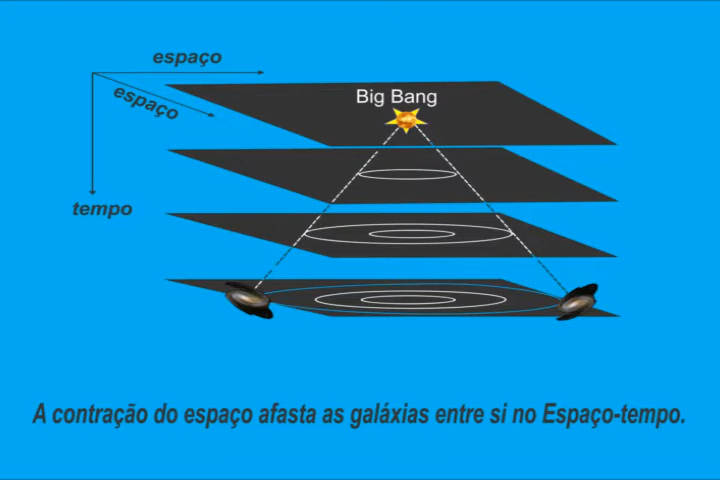 espaço
espaço
Big Bang
tempo
A contração do espaço afasta as galáxias entre si no Espaço-tempo.